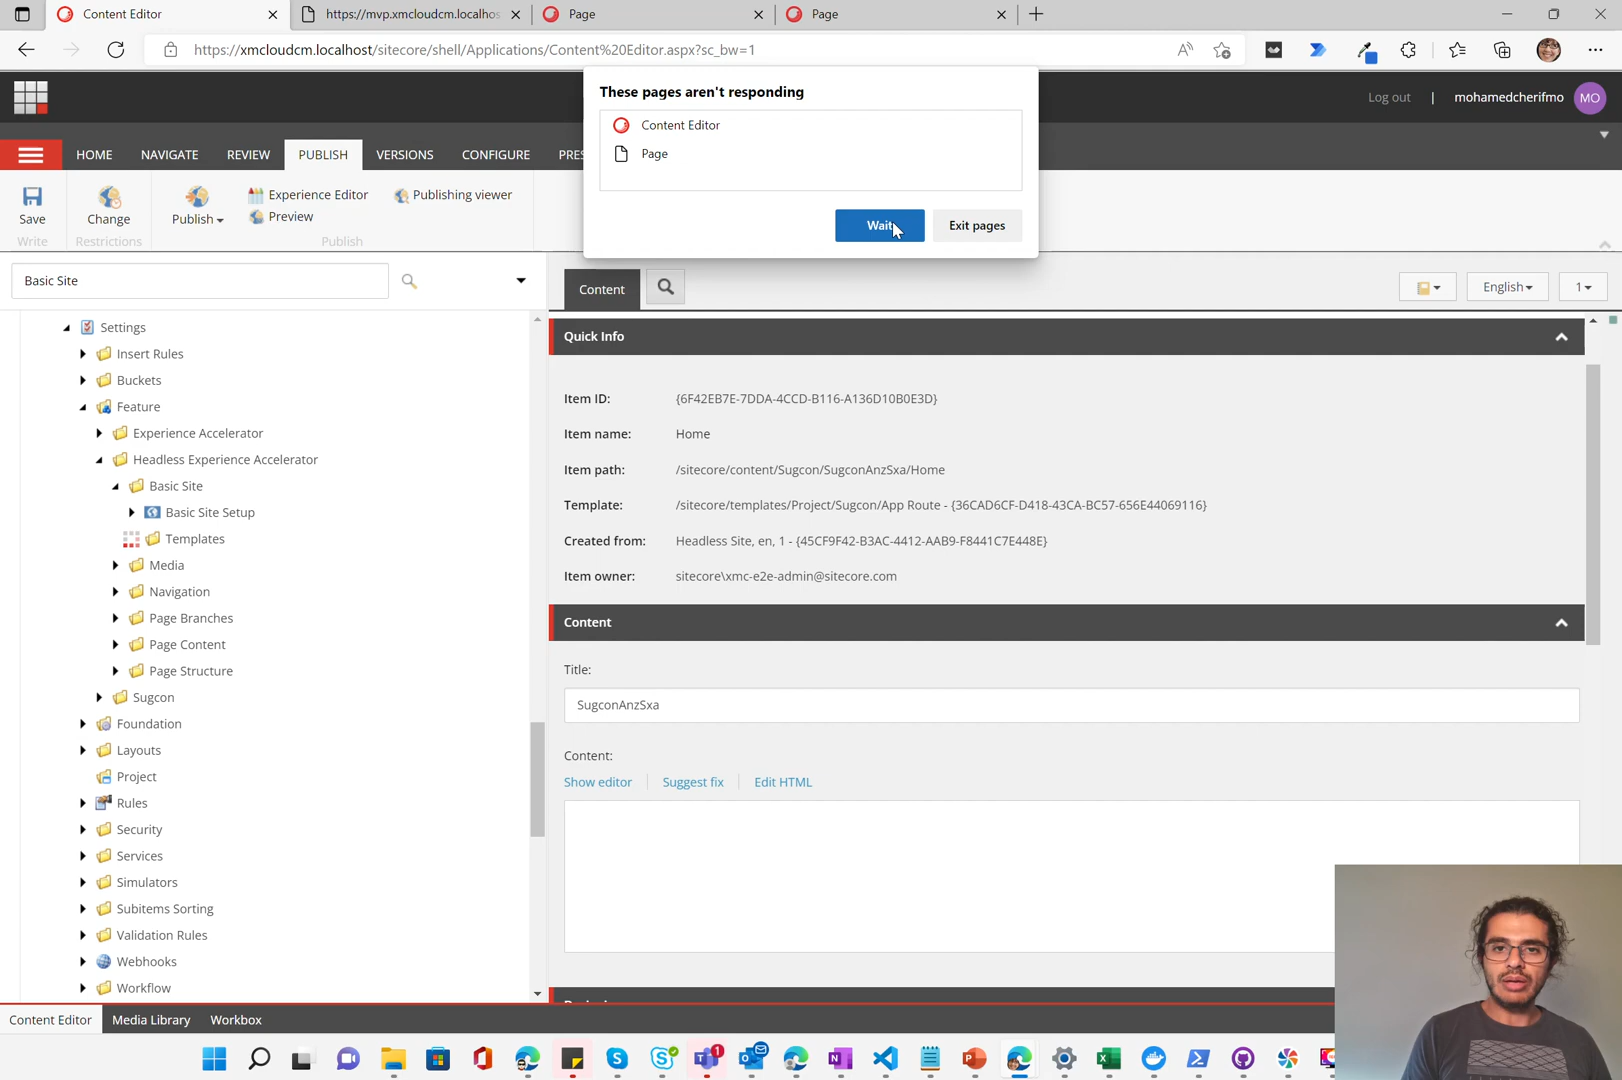 Content Editor
https://mvp.xmcloudcm.localhos
Page
Page
https://xmcloudcm.localhost/sitecore/shell/Applications/Content%20Editor.aspx?sc_bw=1
These pages aren't responding
Content Editor
Page
Wait
Exit pages
Log out | mohamedcherifmo MO
HOME NAVIGATE REVIEW PUBLISH VERSIONS CONFIGURE PRES
Save
Write
Change
Restrictions
Publish
Experience Editor
Preview
Publishing viewer
Publish
Basic Site
Content
English
1
Settings
Insert Rules
Buckets
Feature
Experience Accelerator
Headless Experience Accelerator
Basic Site
Basic Site Setup
Templates
Media
Navigation
Page Branches
Page Content
Page Structure
Sugcon
Foundation
Layouts
Project
Rules
Security
Services
Simulators
Subitems Sorting
Validation Rules
Webhooks
Workflow
Quick Info
Item ID: {6F42EB7E-7DDA-4CCD-B116-A136D10B0E3D}
Item name: Home
Item path: /sitecore/content/Sugcon/SugconAnzSxa/Home
Template: /sitecore/templates/Project/Sugcon/App Route - {36CAD6CF-D418-43CA-BC57-656E44069116}
Created from: Headless Site, en, 1 - {45CF9F42-B3AC-4412-AAB9-F8441C7E448E}
Item owner: sitecore\xmc-e2e-admin@sitecore.com
Content
Title:
SugconAnzSxa
Content:
Show editor
Suggest fix
Edit HTML
Content Editor
Media Library
Workbox
1